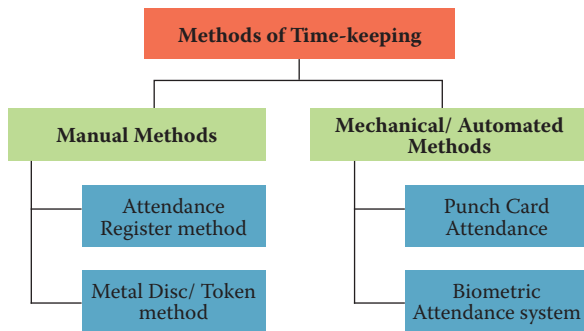 Methods of Time-keeping
Manual Methods
Mechanical/ Automated
Methods
Attendance
Register method
Punch Card
Attendance
Metal Disc/ Token
method
Biometric
Attendance system